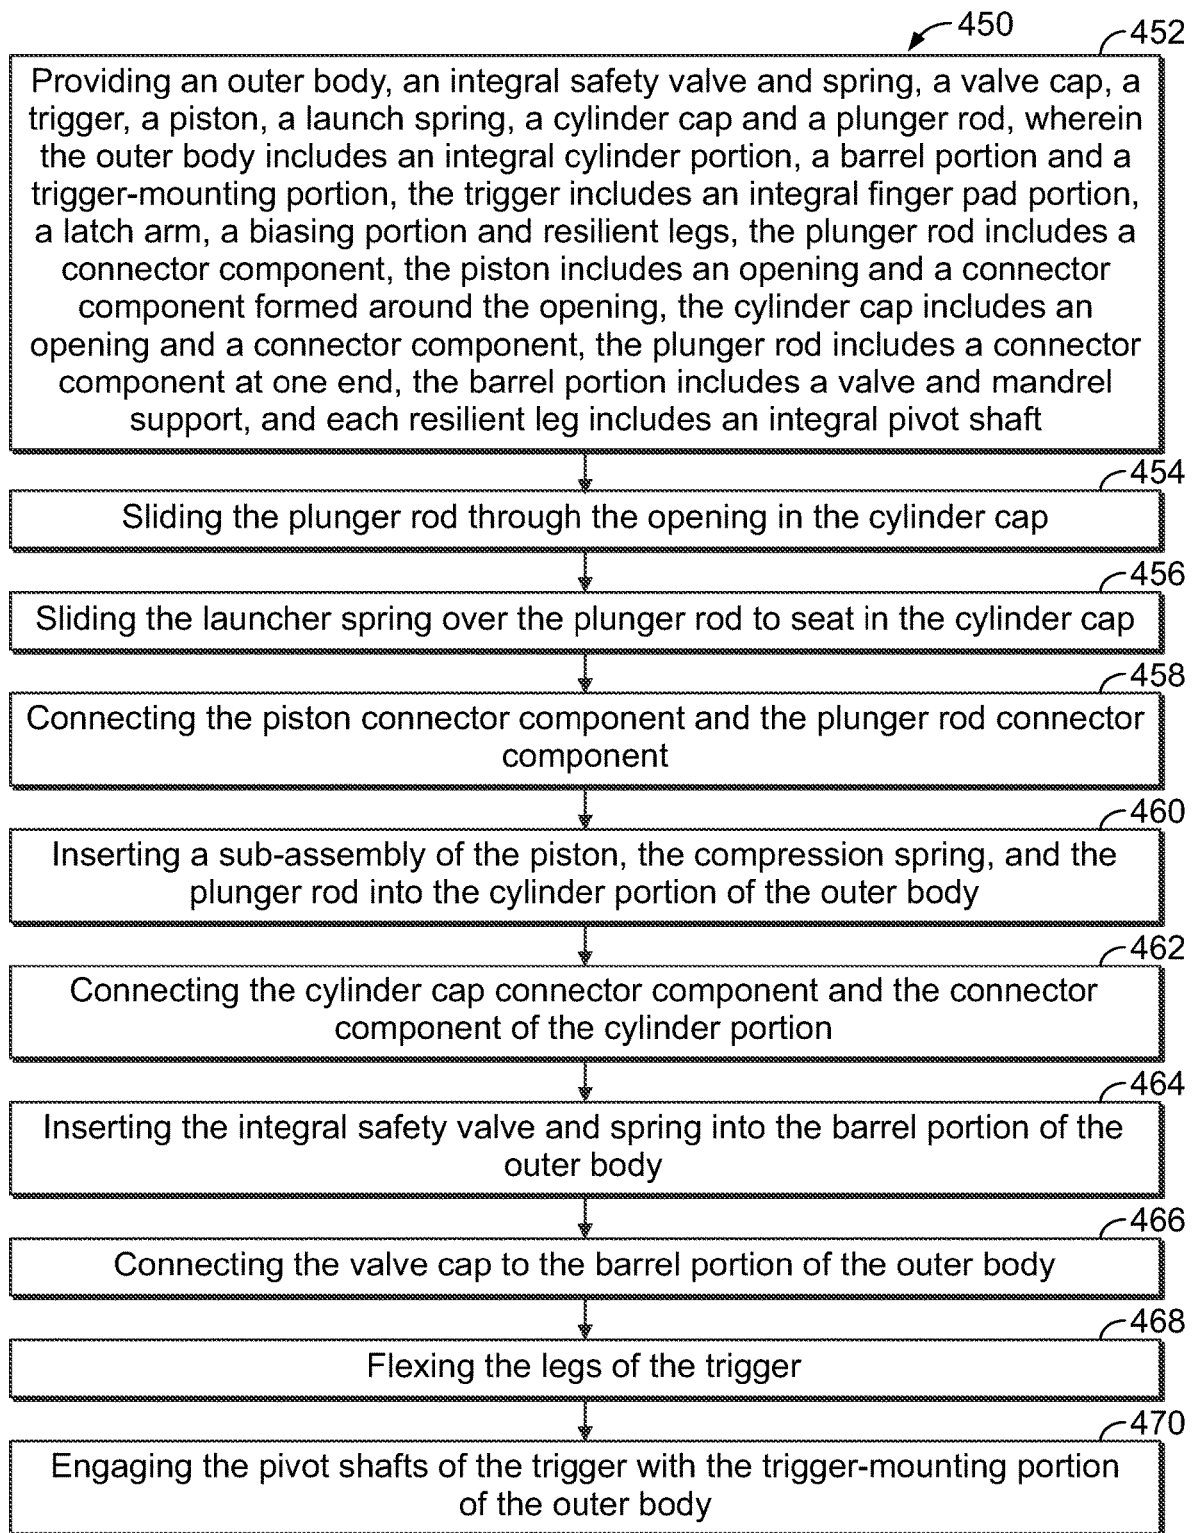 450
452
Providing an outer body, an integral safety valve and spring, a valve cap, a
trigger, a piston, a launch spring, a cylinder cap and a plunger rod, wherein
the outer body includes an integral cylinder portion, a barrel portion and a
trigger-mounting portion, the trigger includes an integral finger pad portion,
a latch arm, a biasing portion and resilient legs, the plunger rod includes a
connector component, the piston includes an opening and a connector
component formed around the opening, the cylinder cap includes an
opening and a connector component, the plunger rod includes a connector
component at one end, the barrel portion includes a valve and mandrel
support, and each resilient leg includes an integral pivot shaft
454
Sliding the plunger rod through the opening in the cylinder cap
456
Sliding the launcher spring over the plunger rod to seat in the cylinder cap
458
Connecting the piston connector component and the plunger rod connector
component
460
Inserting a sub-assembly of the piston, the compression spring, and the
plunger rod into the cylinder portion of the outer body
462
Connecting the cylinder cap connector component and the connector
component of the cylinder portion
464
Inserting the integral safety valve and spring into the barrel portion of the
outer body
466
Connecting the valve cap to the barrel portion of the outer body
468
Flexing the legs of the trigger
470
Engaging the pivot shafts of the trigger with the trigger-mounting portion
of the outer body